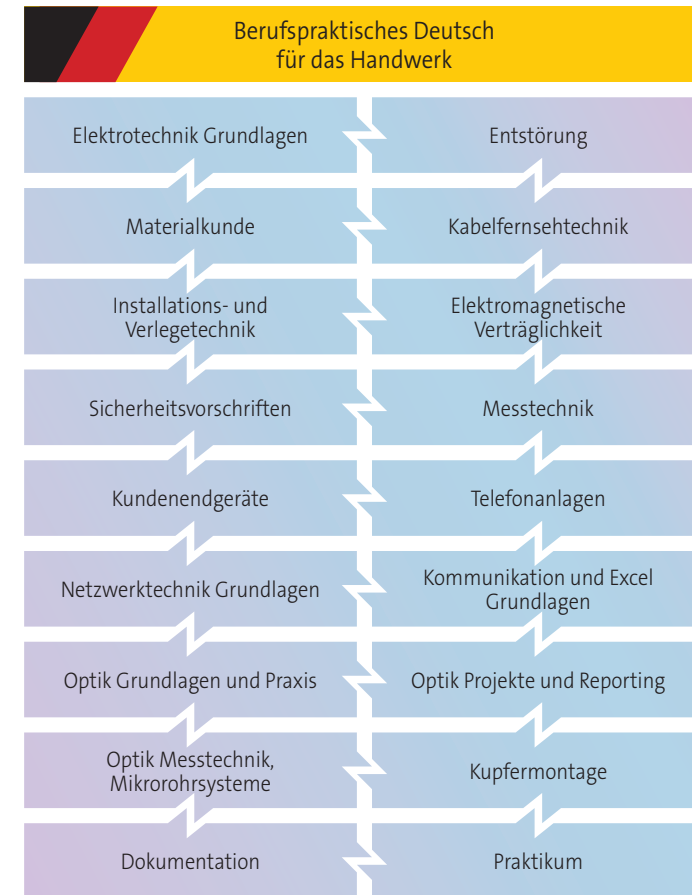 Berufspraktisches Deutsch
für das Handwerk
Elektrotechnik Grundlagen
Entstörung
Materialkunde
Kabelfernsehtechnik
Installations- und
Verlegetechnik
Elektromagnetische
Verträglichkeit
Sicherheitsvorschriften
Messtechnik
Kundenendgeräte
Telefonanlagen
Netzwerktechnik Grundlagen
Kommunikation und Excel
Grundlagen
Optik Grundlagen und Praxis
Optik Projekte und Reporting
Optik Messtechnik,
Mikrorohrsysteme
Kupfermontage
Dokumentation
Praktikum